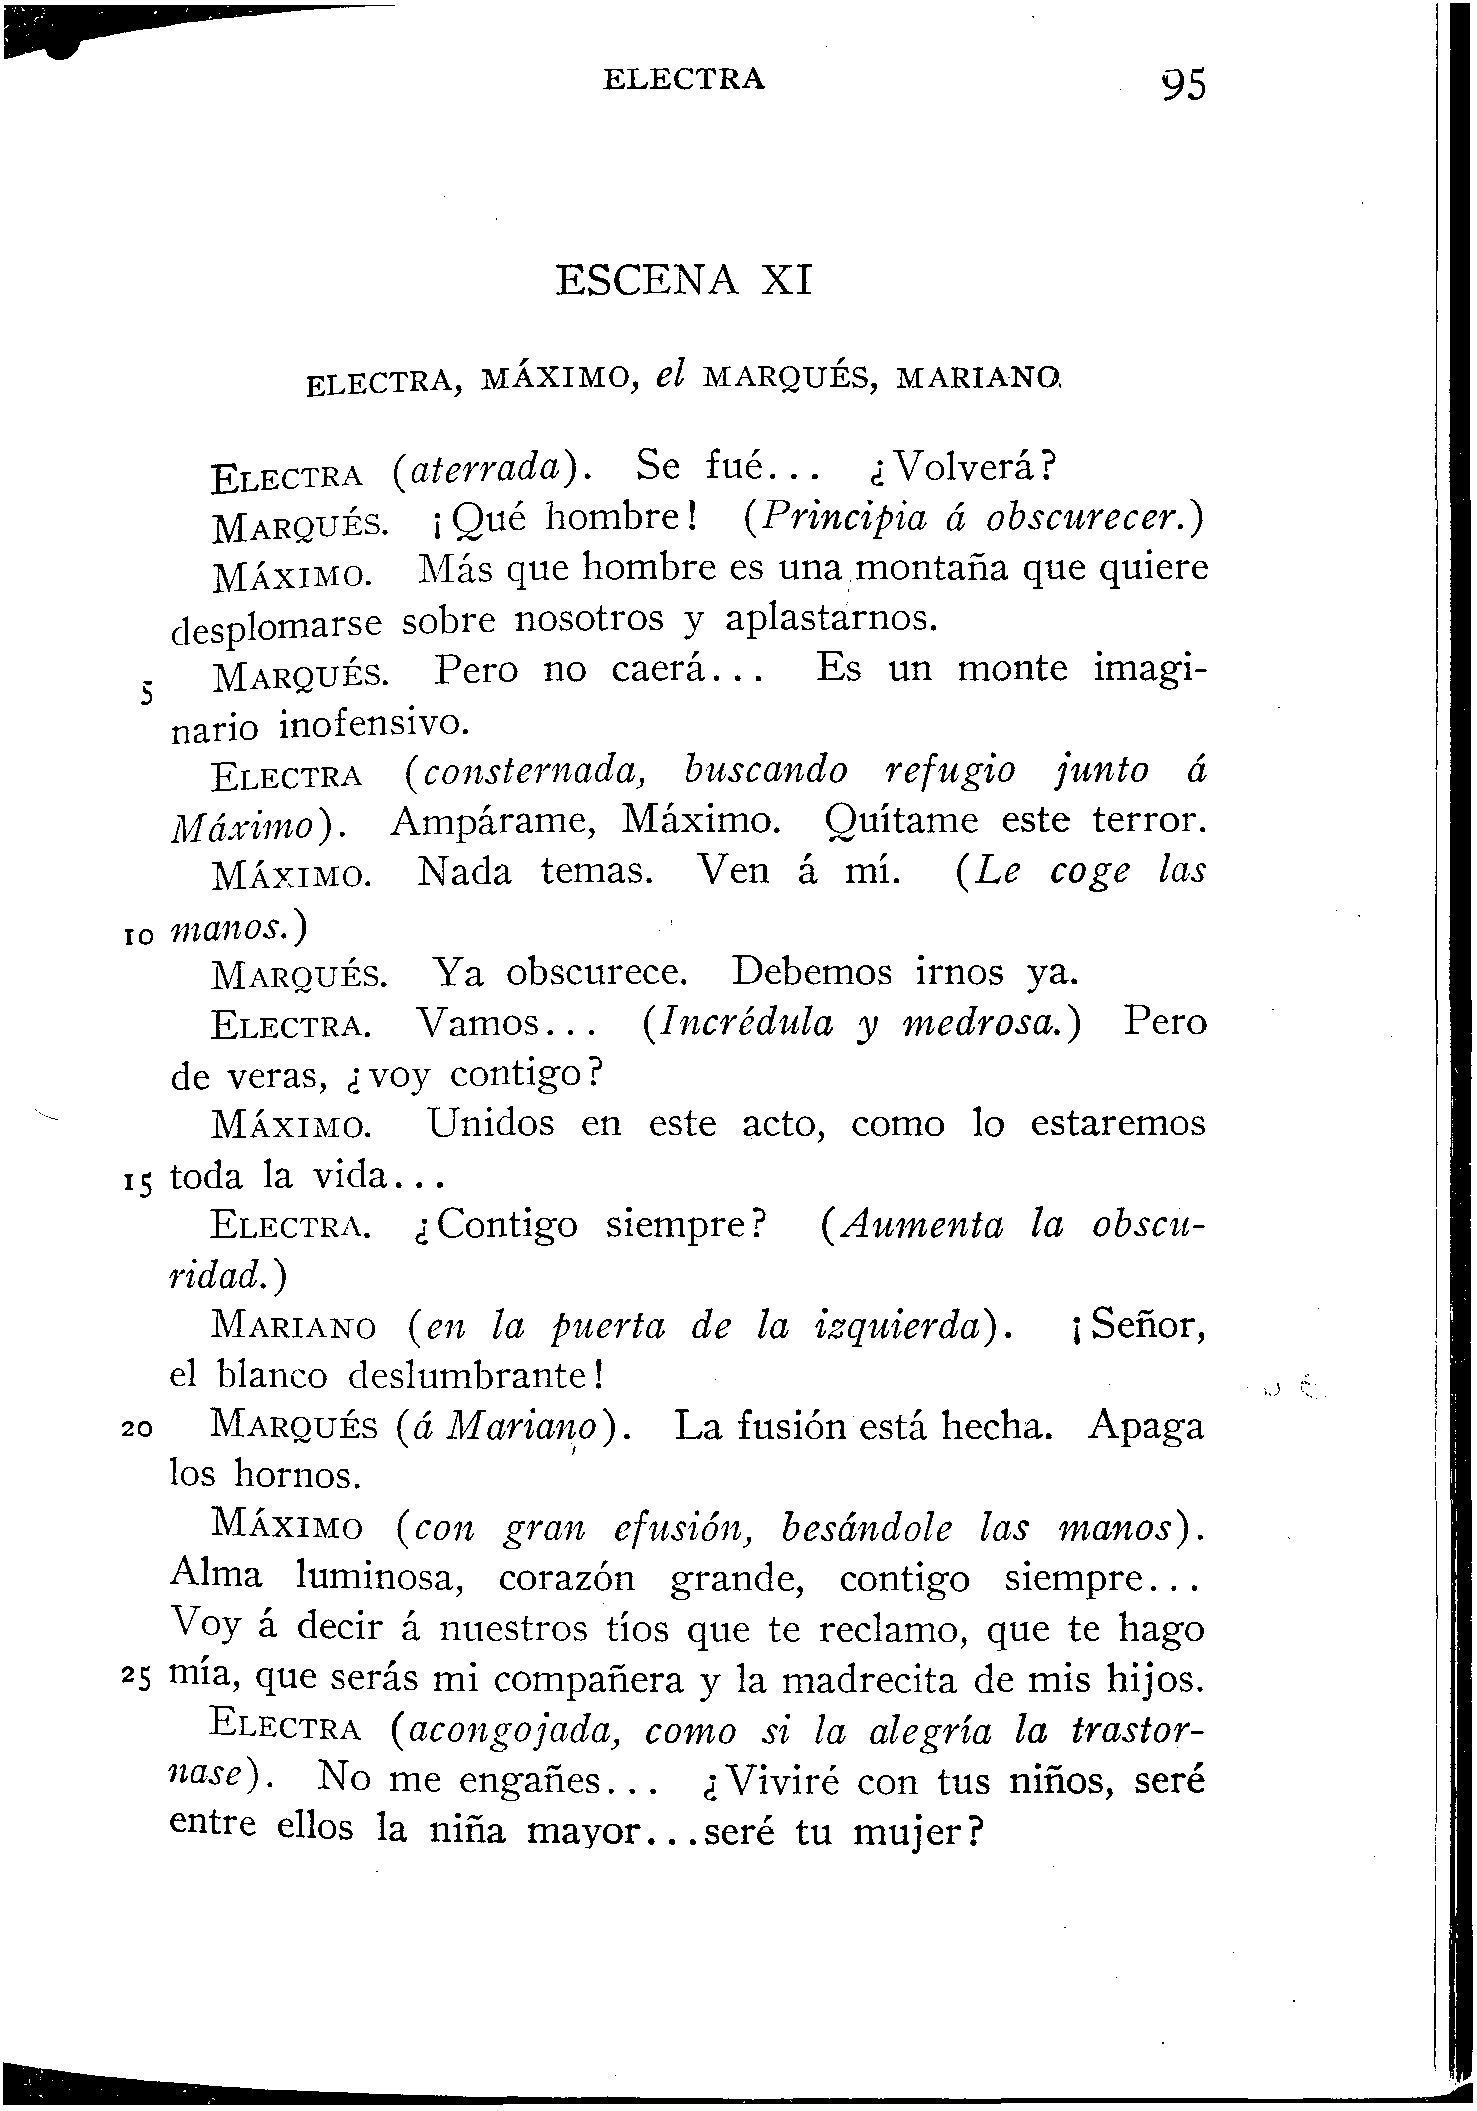 ELECTRA 95
ESCENA XI
ELECTRA, MÁXIMO, el MARQUÉS, MARIANO.
ELECTRA (aterrada). Se fué... ¿Volverá?
MARQUÉS. ¡Qué hombre! (Principia á obscurecer.)
MÁXIMO. Más que hombre es una montaña que quiere
desplomarse sobre nosotros y aplastarnos.
5 MARQUÉS. Pero no caerá... Es un monte imagi-
nario inofensivo.
ELECTRA (consternada, buscando refugio junto á
Máximo). Ampárame, Máximo. Quítame este terror.
MÁXIMO. Nada temas. Ven á mí. (Le coge las
10 manos.)
MARQUÉS. Ya obscurece. Debemos irnos ya.
ELECTRA. Vamos... (Incrédula y medrosa.) Pero
de veras, ¿voy contigo?
MÁXIMO. Unidos en este acto, como lo estaremos
15 toda la vida...
ELECTRA. ¿Contigo siempre? (Aumenta la obscu-
ridad.)
MARIANO (en la puerta de la izquierda). ¡Señor,
el blanco deslumbrante!
20 MARQUÉS (á Mariano). La fusión está hecha. Apaga
los hornos.
MÁXIMO (con gran efusión, besándole las manos).
Alma luminosa, corazón grande, contigo siempre...
Voy á decir á nuestros tíos que te reclamo, que te hago
25 mía, que serás mi compañera y la madrecita de mis hijos.
ELECTRA (acongojada, como si la alegría la trastor-
nase). No me engañes... ¿Viviré con tus niños, seré
entre ellos la niña mayor...seré tu mujer?